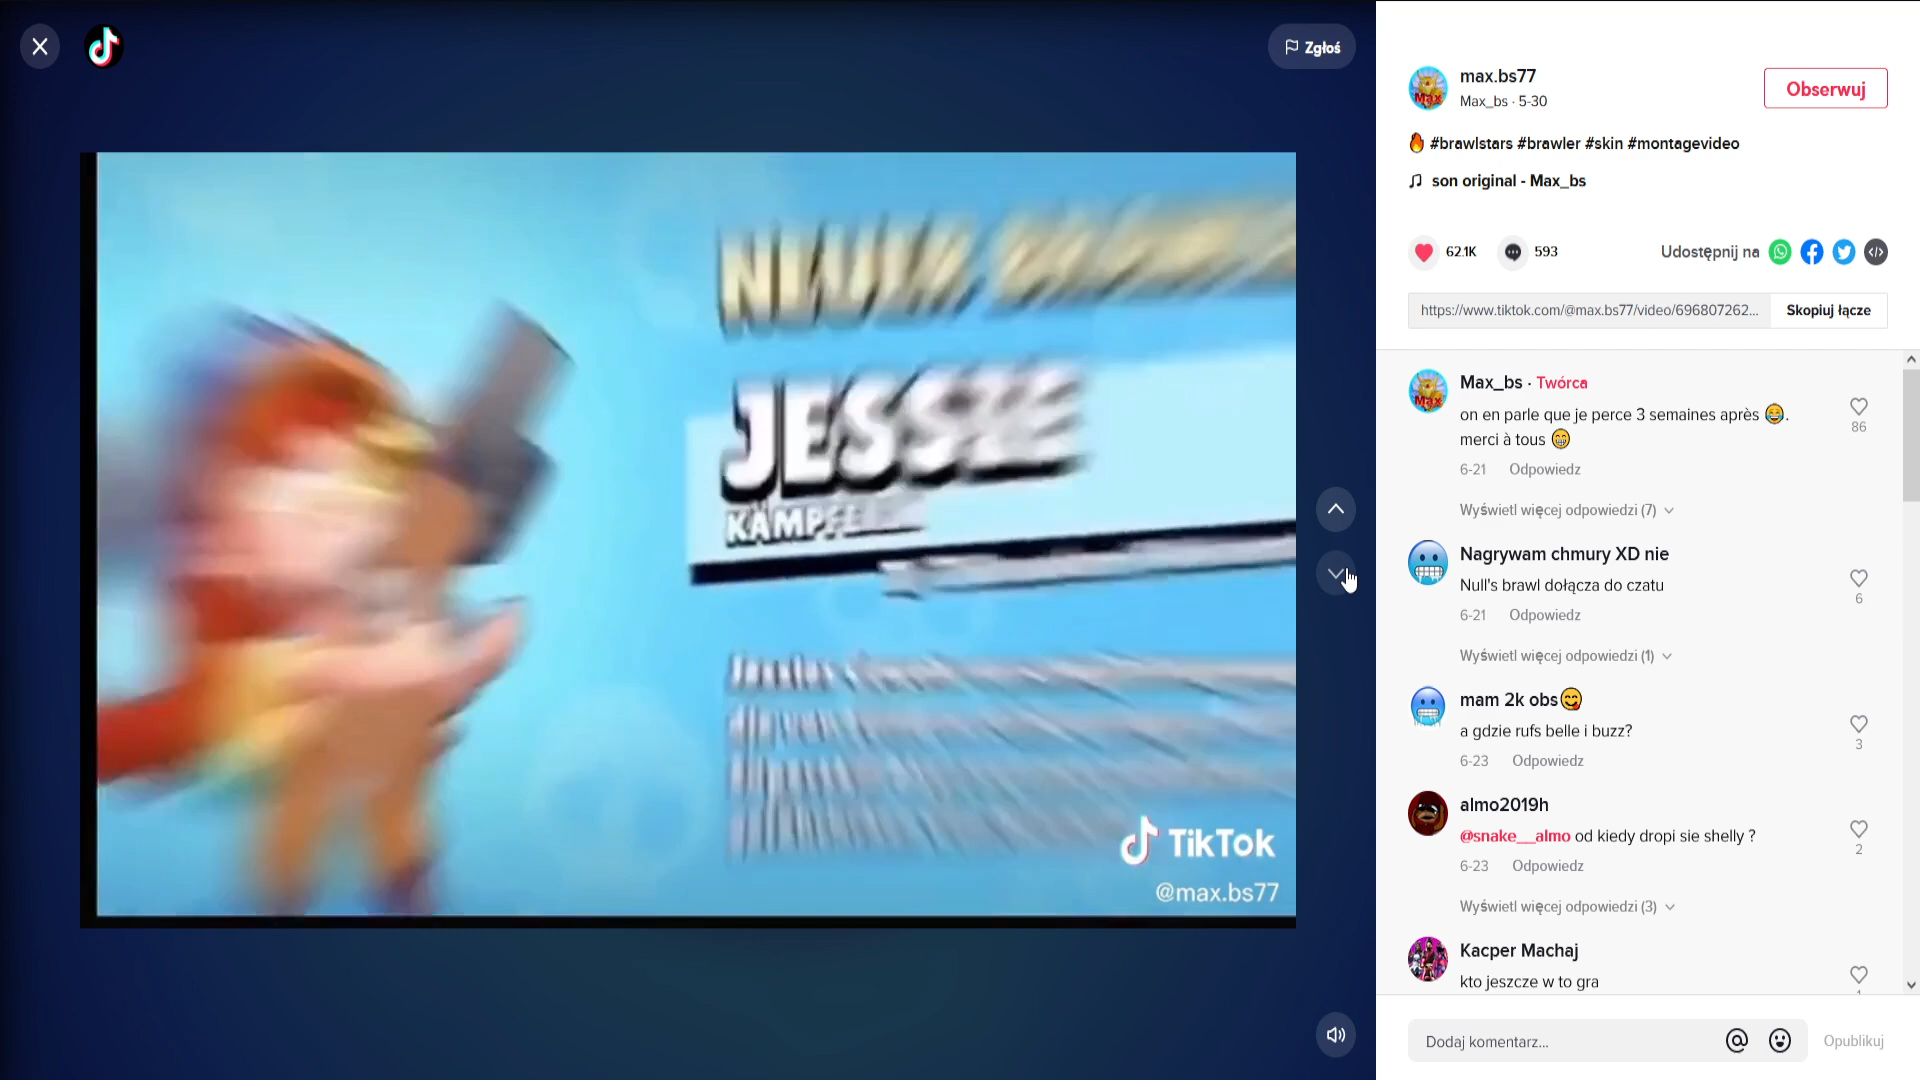 Zgłoś
JESSIE
KÄMPFE
TikTok
@max.bs77
max.bs77
Max_bs · 5-30
Obserwuj
🔥 #brawlstars #brawler #skin #montagevideo
son original - Max_bs
62.1K
593
Udostępnij na
https://www.tiktok.com/@max.bs77/video/696807262...
Skopiuj łącze
Max_bs · Twórca
on en parle que je perce 3 semaines après 😂.
merci à tous 😁
86
6-21 Odpowiedz
Wyświetl więcej odpowiedzi (7)
Nagrywam chmury XD nie
Null's brawl dołącza do czatu
6
6-21 Odpowiedz
Wyświetl więcej odpowiedzi (1)
mam 2k obs😋
a gdzie rufs belle i buzz?
3
6-23 Odpowiedz
almo2019h
@snake__almo od kiedy dropi sie shelly ?
2
6-23 Odpowiedz
Wyświetl więcej odpowiedzi (3)
Kacper Machaj
kto jeszcze w to gra
Dodaj komentarz...
Opublikuj